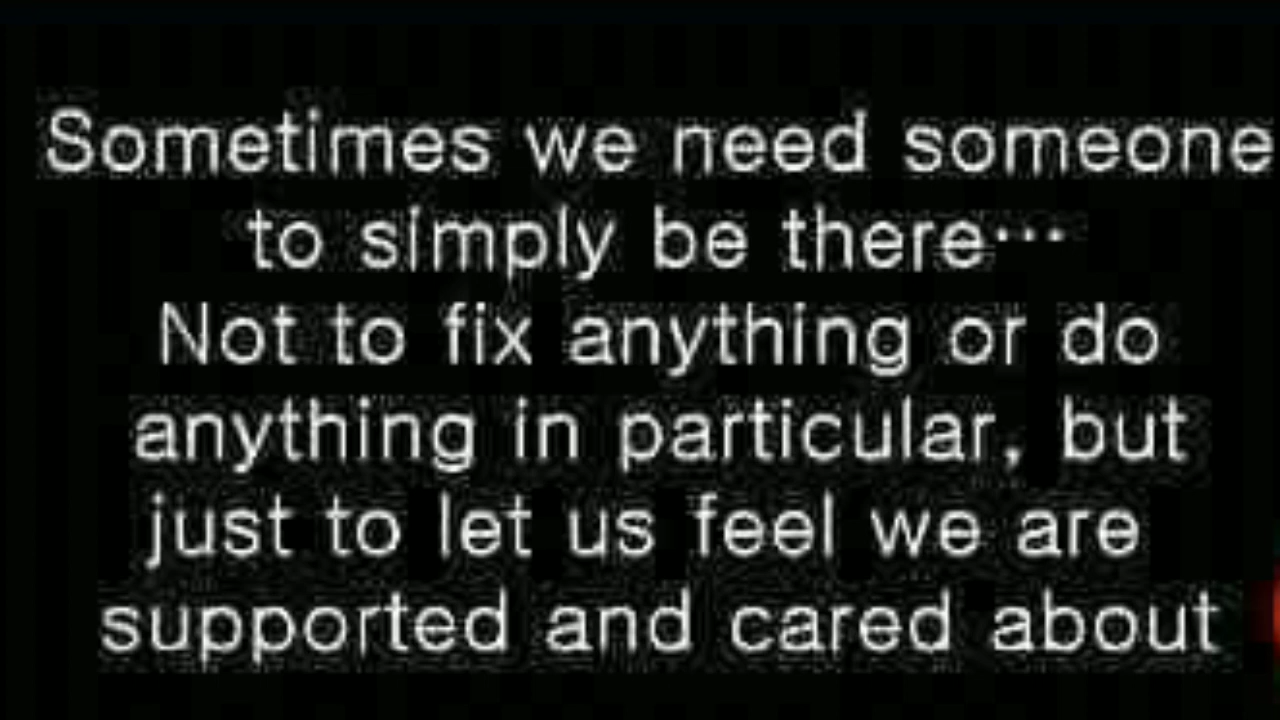 Sometimes we need someone
to simply be there···
Not to fix anything or do
anything in particular, but
just to let us feel we are
supported and cared about